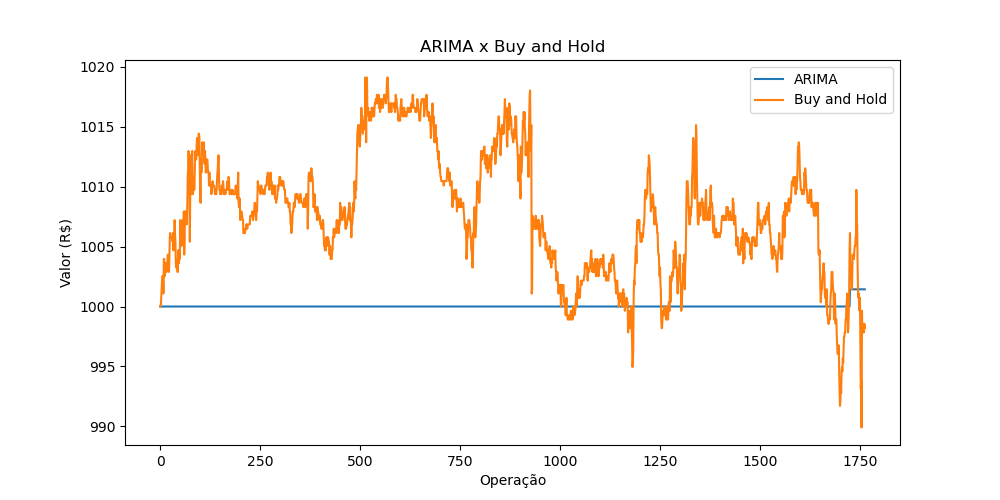 ARIMA x Buy and Hold
ARIMA
Buy and Hold
1020
1015
1010
1005
1000
995
990
Valor (R$)
0 250 500 750 1000 1250 1500 1750
Operação